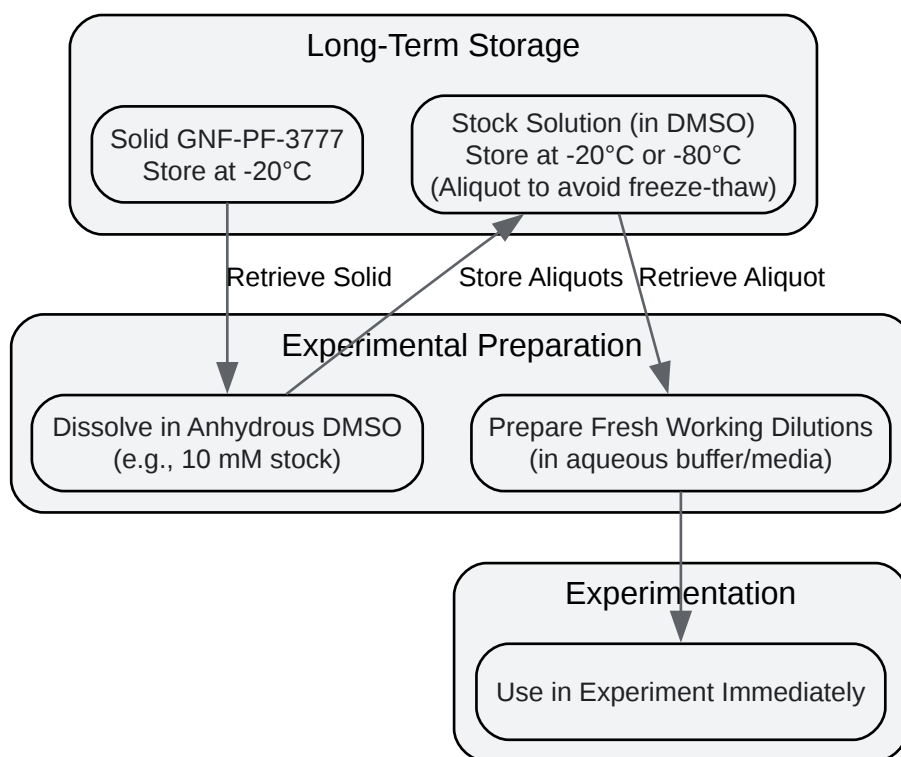 Long-Term Storage
Solid GNF-PF-3777
Store at -20°C
Stock Solution (in DMSO)
Store at -20°C or -80°C
(Aliquot to avoid freeze-thaw)
Retrieve Solid
Store Aliquots
Retrieve Aliquot
Experimental Preparation
Dissolve in Anhydrous DMSO
(e.g., 10 mM stock)
Prepare Fresh Working Dilutions
(in aqueous buffer/media)
Experimentation
Use in Experiment Immediately